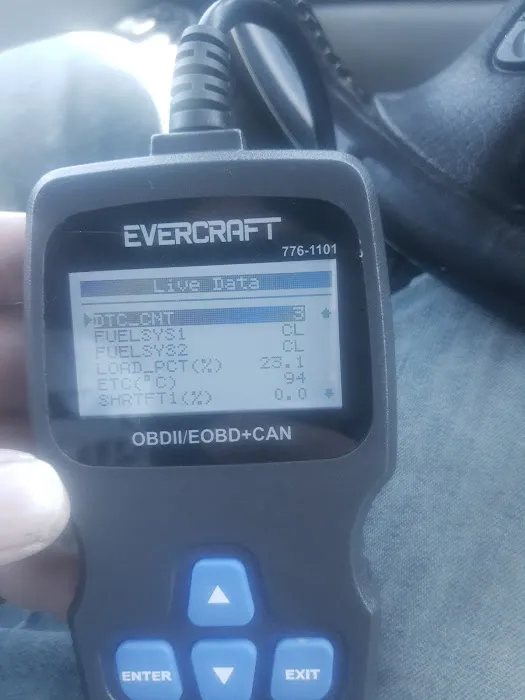 EVERCRAFT
776-1101
Live Data
DTC_CNT 3
FUELSYS1 CL
FUELSYS2 CL
LOAD_PCT(%) 23.1
ETC(°C) 94
SHRTFT1(%) 0.0
OBDII/EOBD+CAN
ENTER
EXIT